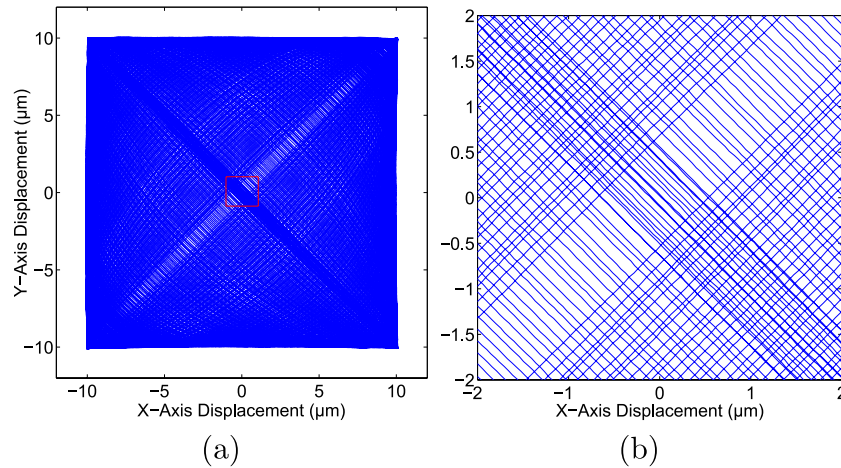 10
5
0
−5
−10
Y−Axis Displacement (µm)
−10 −5 0 5 10
X−Axis Displacement (µm)
(a)
2
1.5
1
0.5
0
−0.5
−1
−1.5
−2
−2 −1 0 1 2
X−Axis Displacement (µm)
(b)